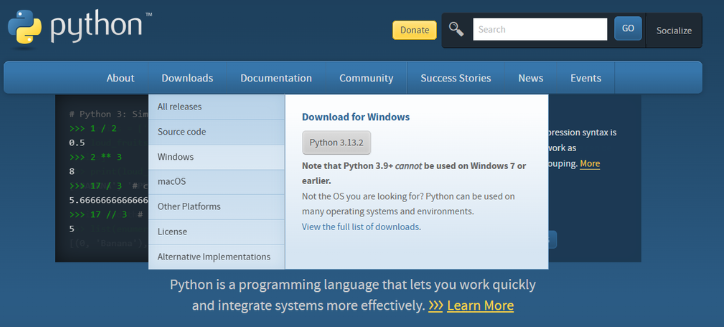 python™
Donate
Search
GO
Socialize
About Downloads Documentation Community Success Stories News Events
# Python 3: Sim
>>> 1 / 2
0.5
>>> 2 ** 3
8
>>> 17 / 3 # c
5.666666666666
>>> 17 // 3 #
5
All releases
Source code
Windows
macOS
Other Platforms
License
Alternative Implementations
Download for Windows
Python 3.13.2
Note that Python 3.9+ cannot be used on Windows 7 or
earlier.
Not the OS you are looking for? Python can be used on
many operating systems and environments.
View the full list of downloads.
pression syntax is
work as
ouping. More
Python is a programming language that lets you work quickly
and integrate systems more effectively. >>> Learn More